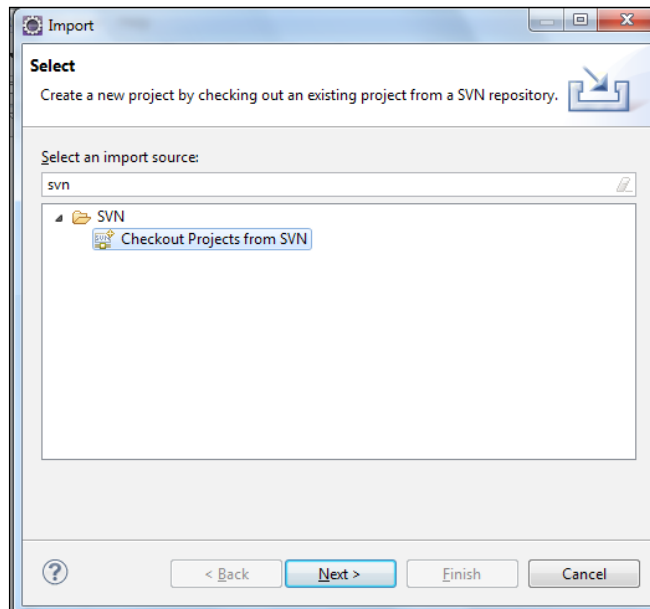 Import
Select
Create a new project by checking out an existing project from a SVN repository.
Select an import source:
svn
SVN
Checkout Projects from SVN
? < Back Next > Finish Cancel